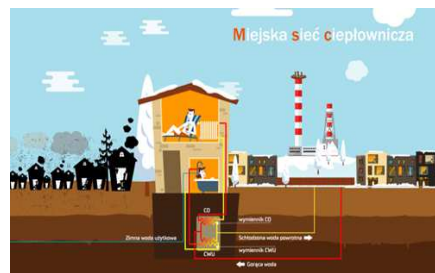 Miejska sieć ciepłownicza
CO
wymiennik CO
Zimna woda użytkowa
Schłodzona woda powrotna
wymiennik CWU
CWU
Gorąca woda